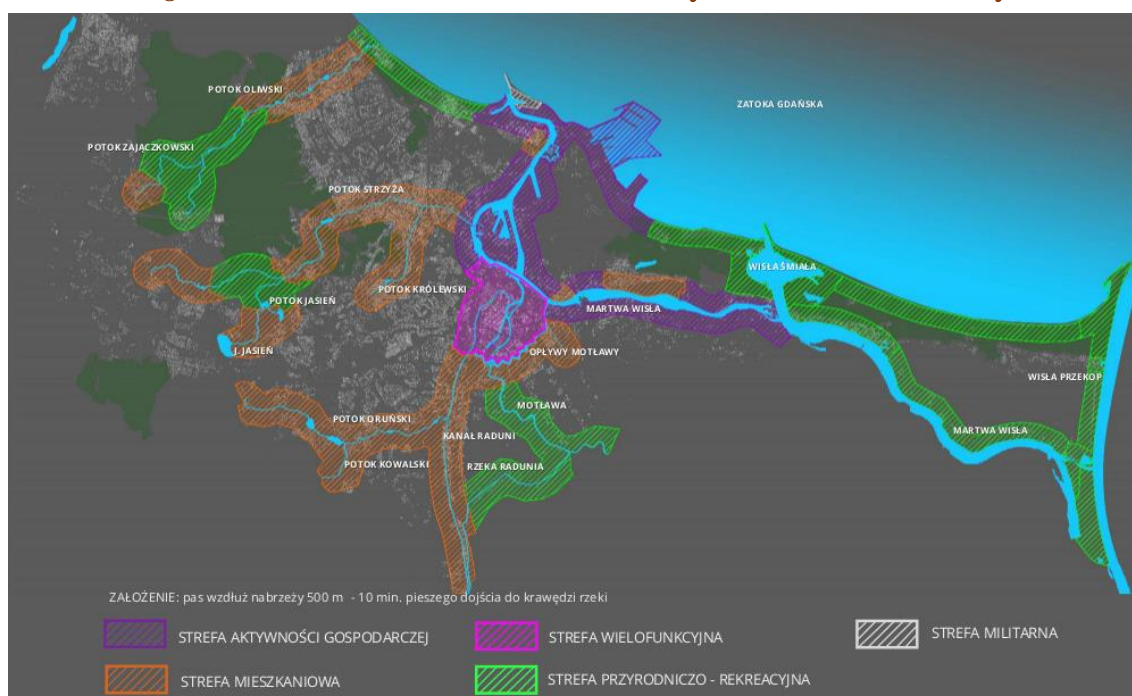 POTOK OLIWSKI
ZATOKA GDAŃSKA
POTOK ZAJĄCZKOWSKI
POTOK STRZYŻA
WISŁA ŚMIAŁA
POTOK KRÓLEWSKI
POTOK JASIEŃ
MARTWA WISŁA
J. JASIEŃ
OPŁYWY MOTŁAWY
WISŁA PRZEKOP
MOTŁAWA
POTOK ORUŃSKI
MARTWA WISŁA
KANAŁ RADUNI
POTOK KOWALSKI
RZEKA RADUNIA
ZAŁOŻENIE: pas wzdłuż nabrzeży 500 m - 10 min. pieszego dojścia do krawędzi rzeki
STREFA AKTYWNOŚCI GOSPODARCZEJ
STREFA WIELOFUNKCYJNA
STREFA MILITARNA
STREFA MIESZKANIOWA
STREFA PRZYRODNICZO - REKREACYJNA